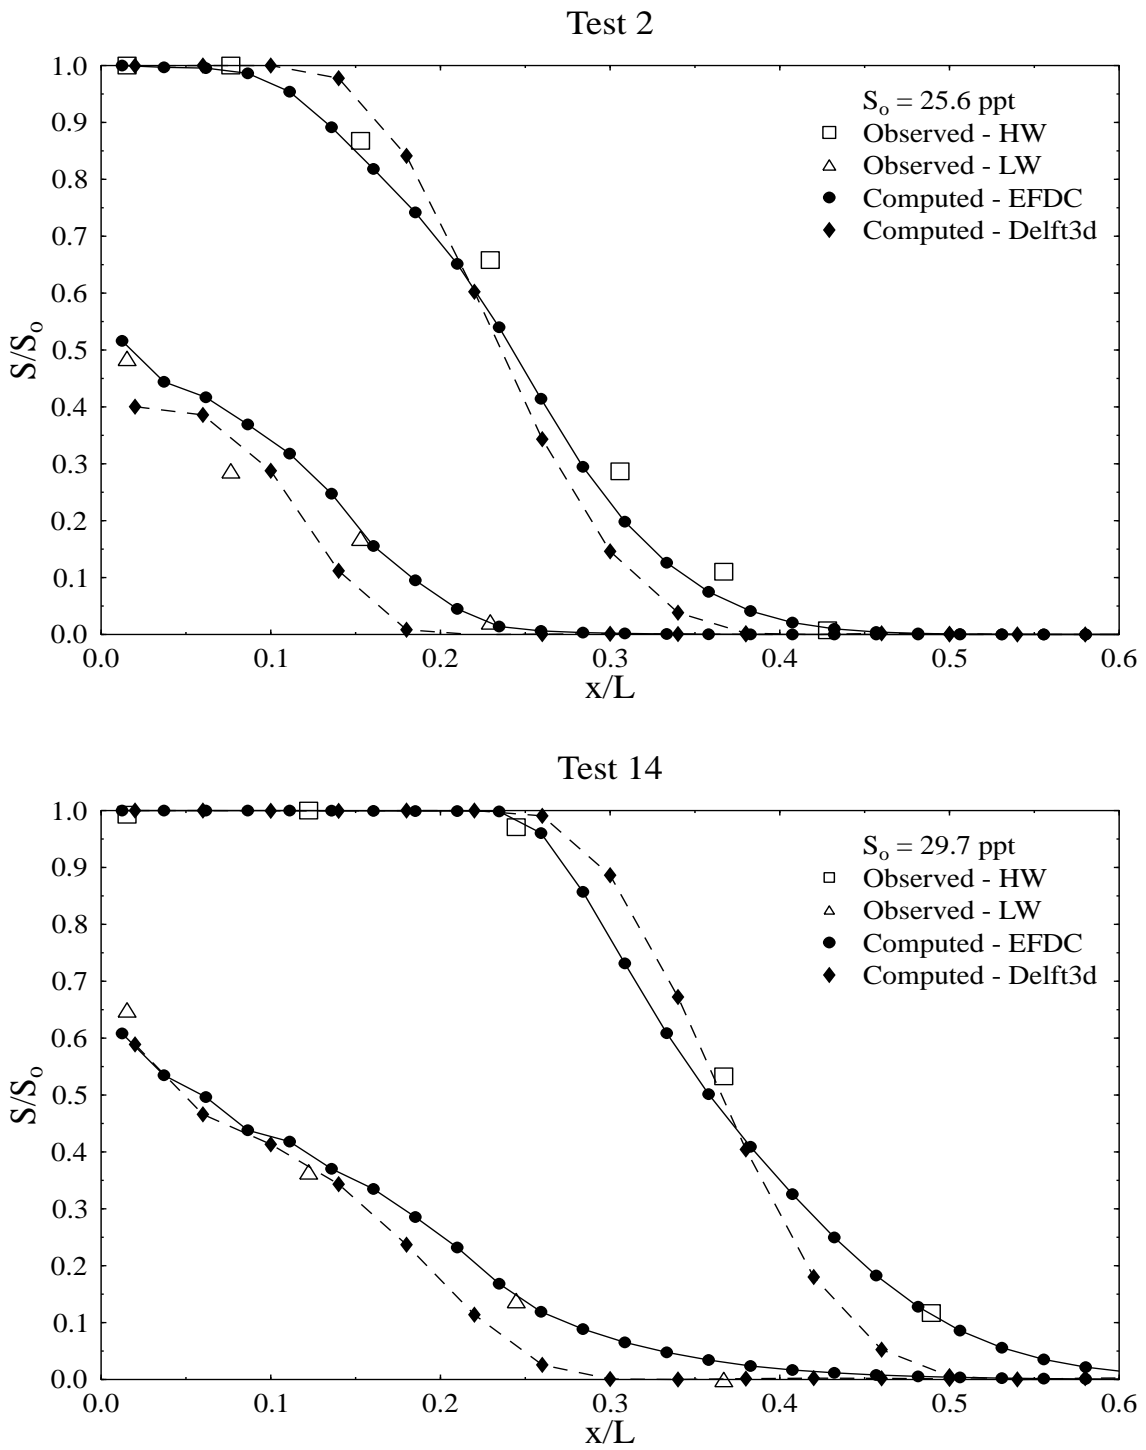 Test 2
1.0
0.9
0.8
0.7
0.6
0.5
0.4
0.3
0.2
0.1
0.0
S/S₀
Sₒ = 25.6 ppt
Observed - HW
Observed - LW
Computed - EFDC
Computed - Delft3d
0.0 0.1 0.2 0.3 0.4 0.5 0.6
x/L
Test 14
1.0
0.9
0.8
0.7
0.6
0.5
0.4
0.3
0.2
0.1
0.0
S/Sₒ
Sₒ = 29.7 ppt
Observed - HW
Observed - LW
Computed - EFDC
Computed - Delft3d
0.0 0.1 0.2 0.3 0.4 0.5 0.6
x/L